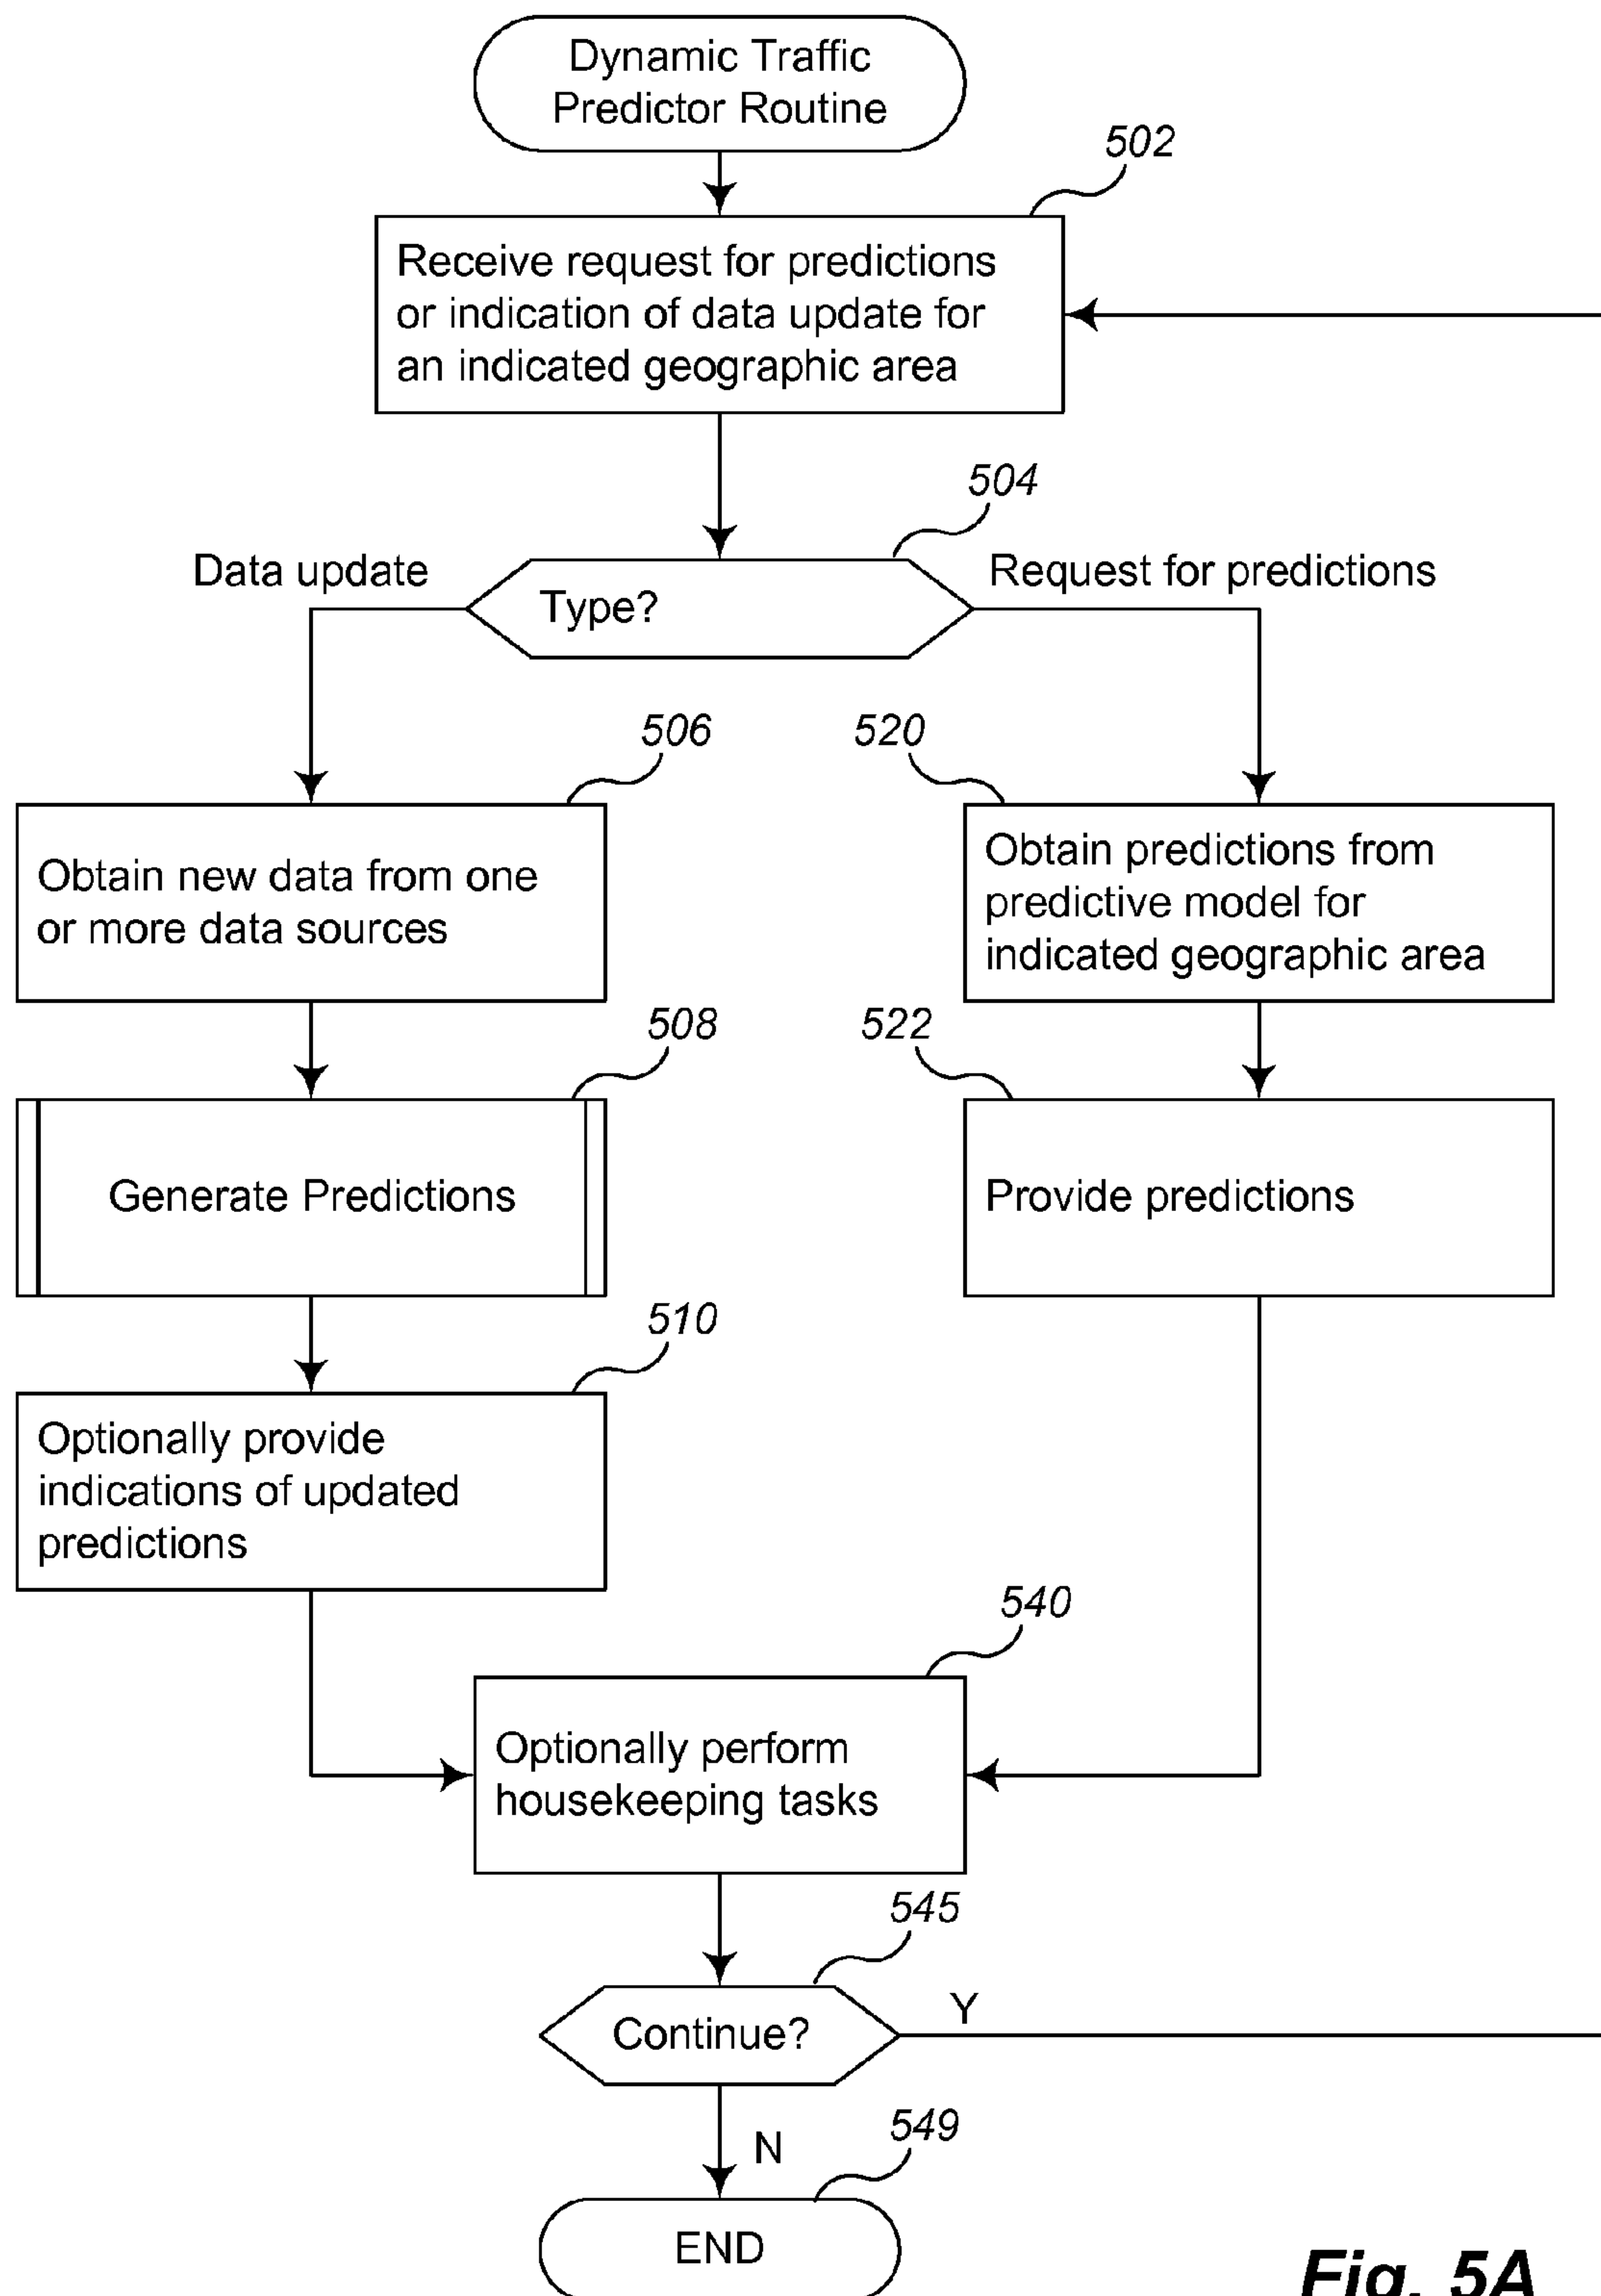 Dynamic Traffic
Predictor Routine
502
Receive request for predictions
or indication of data update for
an indicated geographic area
504
Data update
Type?
Request for predictions
506
520
Obtain new data from one
or more data sources
Obtain predictions from
predictive model for
indicated geographic area
508
522
Generate Predictions
Provide predictions
510
Optionally provide
indications of updated
predictions
540
Optionally perform
housekeeping tasks
545
Continue?
Y
N
549
END
Fig. 5A